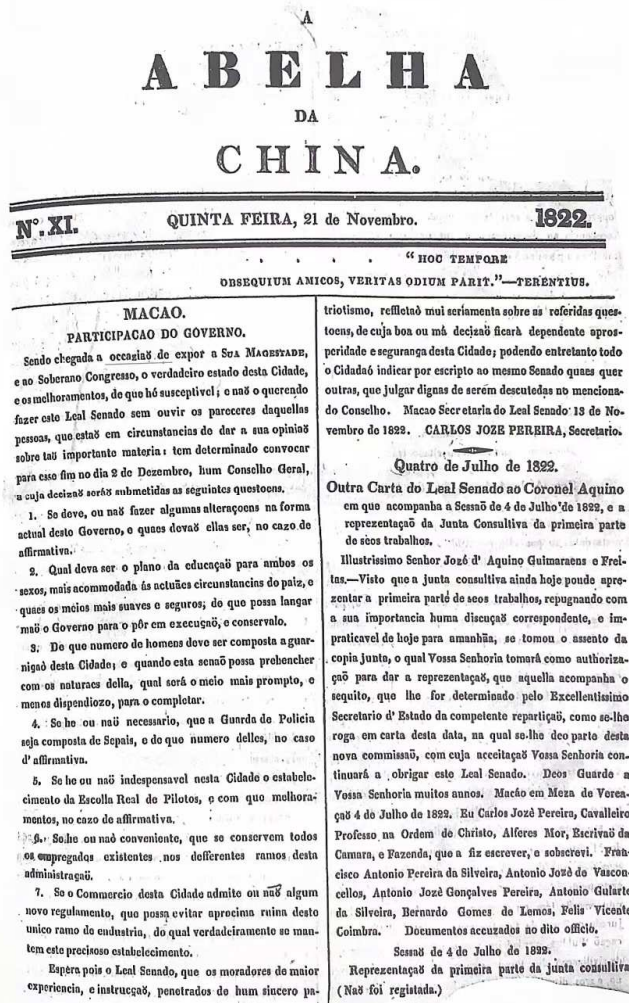 A
ABELHA
DA
CHINA.
Nº. XI. QUINTA FEIRA, 21 de Novembro. 1822.
. . . . . "HOC TEMPORE
OBSEQUIUM AMICOS, VERITAS ODIUM PARIT."—TERENTIUS.
MACAO.
PARTICIPACAO DO GOVERNO.
Sendo chegada a occaziaõ de expor a SUA MAGESTADE,
e ao Soberano Congresso, o verdadeiro estado desta Cidade,
e os melhoramentos, de que hé susceptivel; e naõ o querendo
fazer este Leal Senado sem ouvir os pareceres daquellas
pessoas, que estaõ em circunstancias de dar a sua opiniaõ
sobre taõ importante materia: tem determinado convocar
para esse fim no dia 2 de Dezembro, hum Conselho Geral,
a cuja decizaõ seráõ submetidas as seguintes questoens.
1. Se deve, ou naõ fazer algumas alteraçoens na forma
actual desto Governo, e quaes devaõ ellas ser, no cazo de
affirmativa.
2. Qual deva ser o plano da educaçaõ para ambos os
sexos, mais acommodada ás actuães circunstancias do paiz, e
quaes os meios mais suaves e seguros; de que possa lançar
maõ o Governo para o pôr em execuçaõ, e conservalo.
3. De que numero de homens deve ser composta a guar-
niçaõ desta Cidade; e quando esta senaõ possa prehencher
com os naturaes della, qual será o meio mais prompto, e
menos dispendiozo, para o completar.
4. Se he ou naõ necessario, que a Guarda de Policia
seja composta de Sepais, e do que numero delles, no caso
d' affirmativa.
5. Se he ou naõ indespensavel nesta Cidade o estabele-
cimento da Escolla Real de Pilotos, e com que melhora-
mentos, no cazo de affirmativa.
6. Se he ou naõ conveniente, que se conservem todos
os empregados existentes nos defferentes ramos desta
administraçaõ.
7. Se o Commercio desta Cidade admite ou naõ algum
novo regulamento, que possa evitar aprocima ruina desto
unico ramo de endustria, do qual verdadeiramente se man-
tem este precisoso estabelecimento.
Espéra pois o Leal Senado, que os moradores de maior
experiencia, e instrucçaõ, penetrados de hum sincero pa-
triotismo, reflictaõ mui seriamente sobre as referidas ques-
toens, de cuja boa ou má decizaõ ficará dependente apros-
peridade e segurança desta Cidade; podendo entretanto todo
o Cidadaõ indicar por escripto ao mesmo Senado quaes quer
outras, que julgar dignas de serem descutedas no menciona-
do Conselho. Macao Secretaria do Leal Senado 13 de No-
vembro de 1822. CARLOS JOZE PEREIRA, Secretario.
Quatro de Julho de 1822.
Outra Carta do Leal Senado ao Coronel Aquino
em que acompanha a Sessaõ de 4 de Julho de 1822, e a
reprezentaçaõ da Junta Consultiva da primeira parte
de séos trabalhos.
Illustrissimo Senhor Jozé d' Aquino Guimaraens e Frei-
tas.—Visto que a junta consultiva ainda hoje poude apre-
zentar a primeira parté de seos trabalhos, repugnando com
a sua importancia huma discuçaõ correspondente, e im-
praticavel de hoje para amanhãa, se tomou o assento da
copia junta, o qual Vossa Senhoria tomará como authoriza-
çaõ para dar a reprezentaçaõ, que aquella acompanha o
sequito, que lhe for determinado pelo Excellentissimo
Secretario d' Estado da competente repartiçaõ, como se-lho
roga em carta desta data, na qual se-lhe deo parte desta
nova commissaõ, com cuja acceitaçaõ Vossa Senhoria con-
tinuará a obrigar este Leal Senado. Deos Guarde a
Vossa Senhoria muitos annos. Macáo em Meza de Verea-
çaõ 4 de Julho de 1822. Eu Carlos Jozè Pereira, Cavalleiro
Professo na Ordem de Christo, Alferes Mor, Escrivaõ da
Camara, e Fazenda, que a fiz escrever, e sobscrevi. Fran-
cisco Antonio Pereira da Silveira, Antonio Jozé de Vascon-
cellos, Antonio Jozè Gonçalves Pereira, Antonio Gularte
da Silveira, Bernardo Gomes de Lemos, Felis Vicente
Coimbra. Documentos accuzados no dito officio.
Sessaõ de 4 de Julho de 1822.
Reprezentaçaõ da primeira parte da junta consultiva
(Naõ foi registada.)